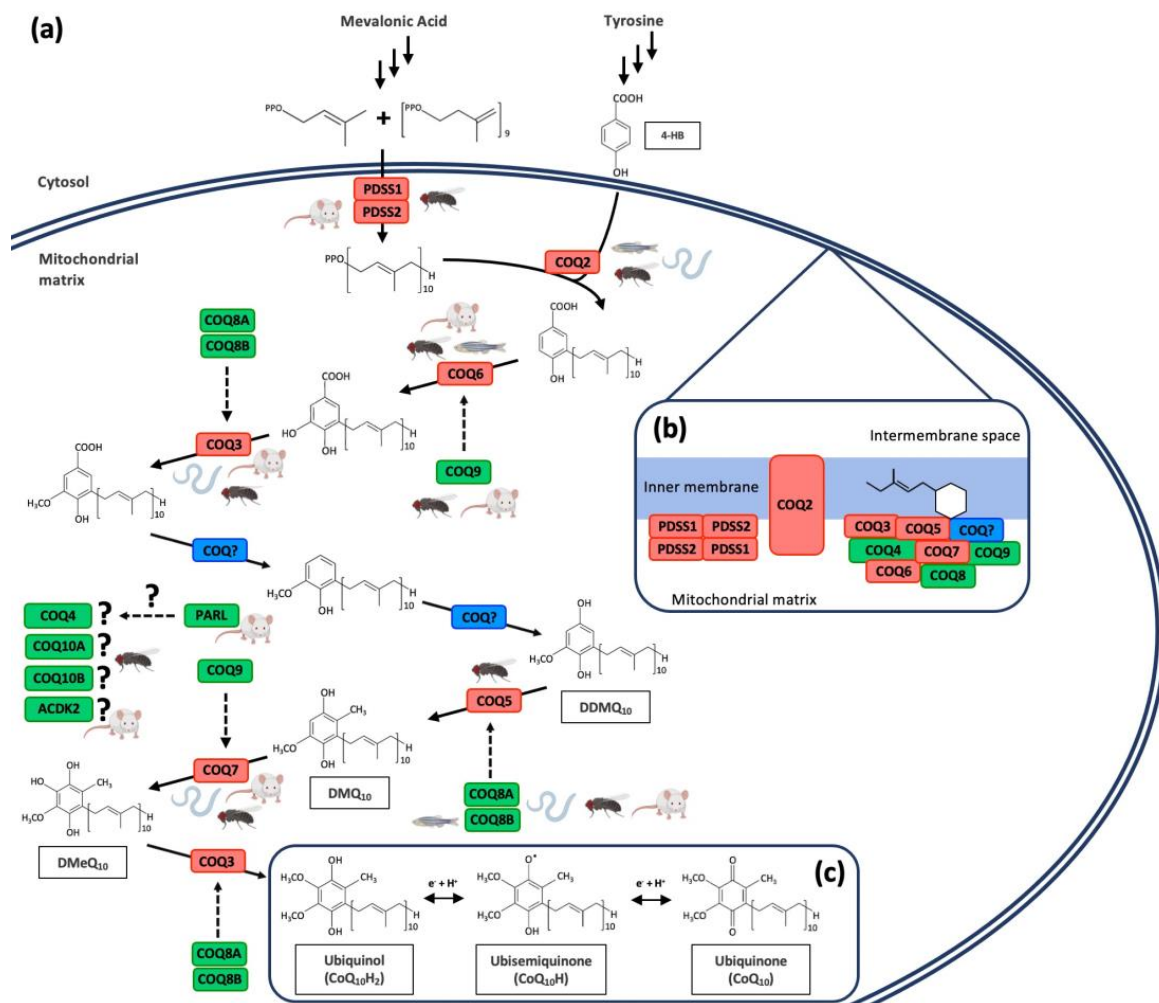 (a)
Mevalonic Acid
Tyrosine
PPO
+
PPO
9
COOH
OH
4-HB
Cytosol
PDSS1
PDSS2
Mitochondrial
matrix
PPO
H
10
COQ2
COQ8A
COQ8B
COOH
OH
H
10
COQ6
COOH
HO
OH
H
10
COQ3
COQ9
COOH
H₃CO
OH
H
10
COQ?
H₃CO
OH
H
10
COQ?
OH
H₃CO
OH
H
10
DDMQ₁₀
(b)
Intermembrane space
Inner membrane
COQ2
PDSS1
PDSS2
PDSS2
PDSS1
COQ3
COQ5
COQ?
COQ4
COQ7
COQ9
COQ6
COQ8
Mitochondrial matrix
?
COQ4
?
PARL
COQ10A
?
COQ9
COQ10B
?
ACDK2
?
COQ5
OH
CH₃
H₃CO
OH
H
10
DMQ₁₀
COQ8A
COQ8B
COQ7
OH
HO
CH₃
H₃CO
OH
H
10
DMeQ₁₀
COQ3
COQ8A
COQ8B
(c)
OH
H₃CO
CH₃
H₃CO
OH
H
10
e⁻ + H⁺
O•
H₃CO
CH₃
H₃CO
OH
H
10
e⁻ + H⁺
O
H₃CO
CH₃
H₃CO
O
H
10
Ubiquinol
(CoQ₁₀H₂)
Ubisemiquinone
(CoQ₁₀H)
Ubiquinone
(CoQ₁₀)